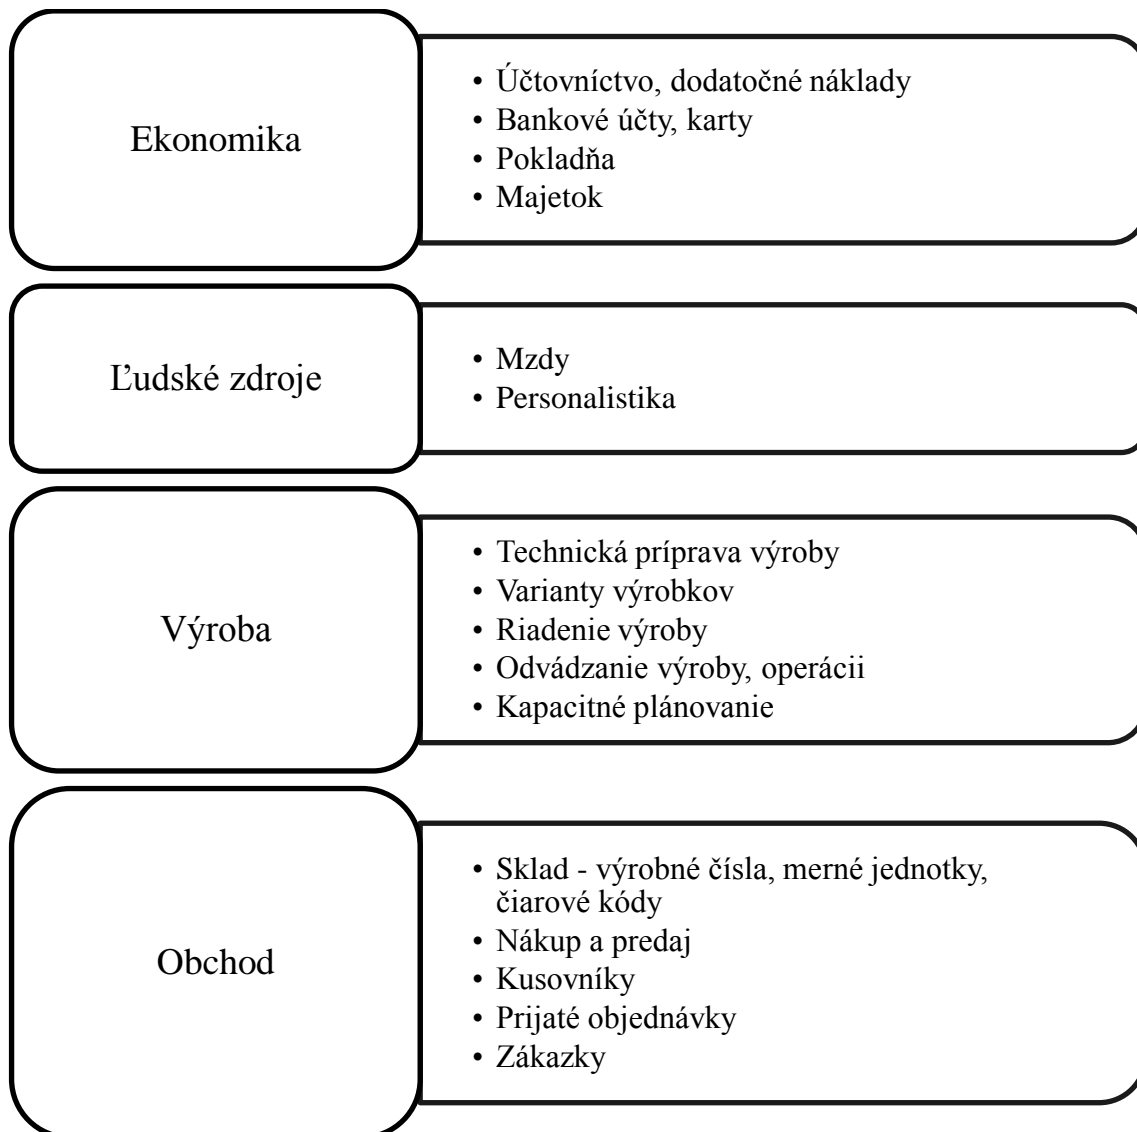 Ekonomika
• Účtovníctvo, dodatočné náklady
• Bankové účty, karty
• Pokladňa
• Majetok
Ľudské zdroje
• Mzdy
• Personalistika
Výroba
• Technická príprava výroby
• Varianty výrobkov
• Riadenie výroby
• Odvádzanie výroby, operácii
• Kapacitné plánovanie
Obchod
• Sklad - výrobné čísla, merné jednotky,
čiarové kódy
• Nákup a predaj
• Kusovníky
• Prijaté objednávky
• Zákazky